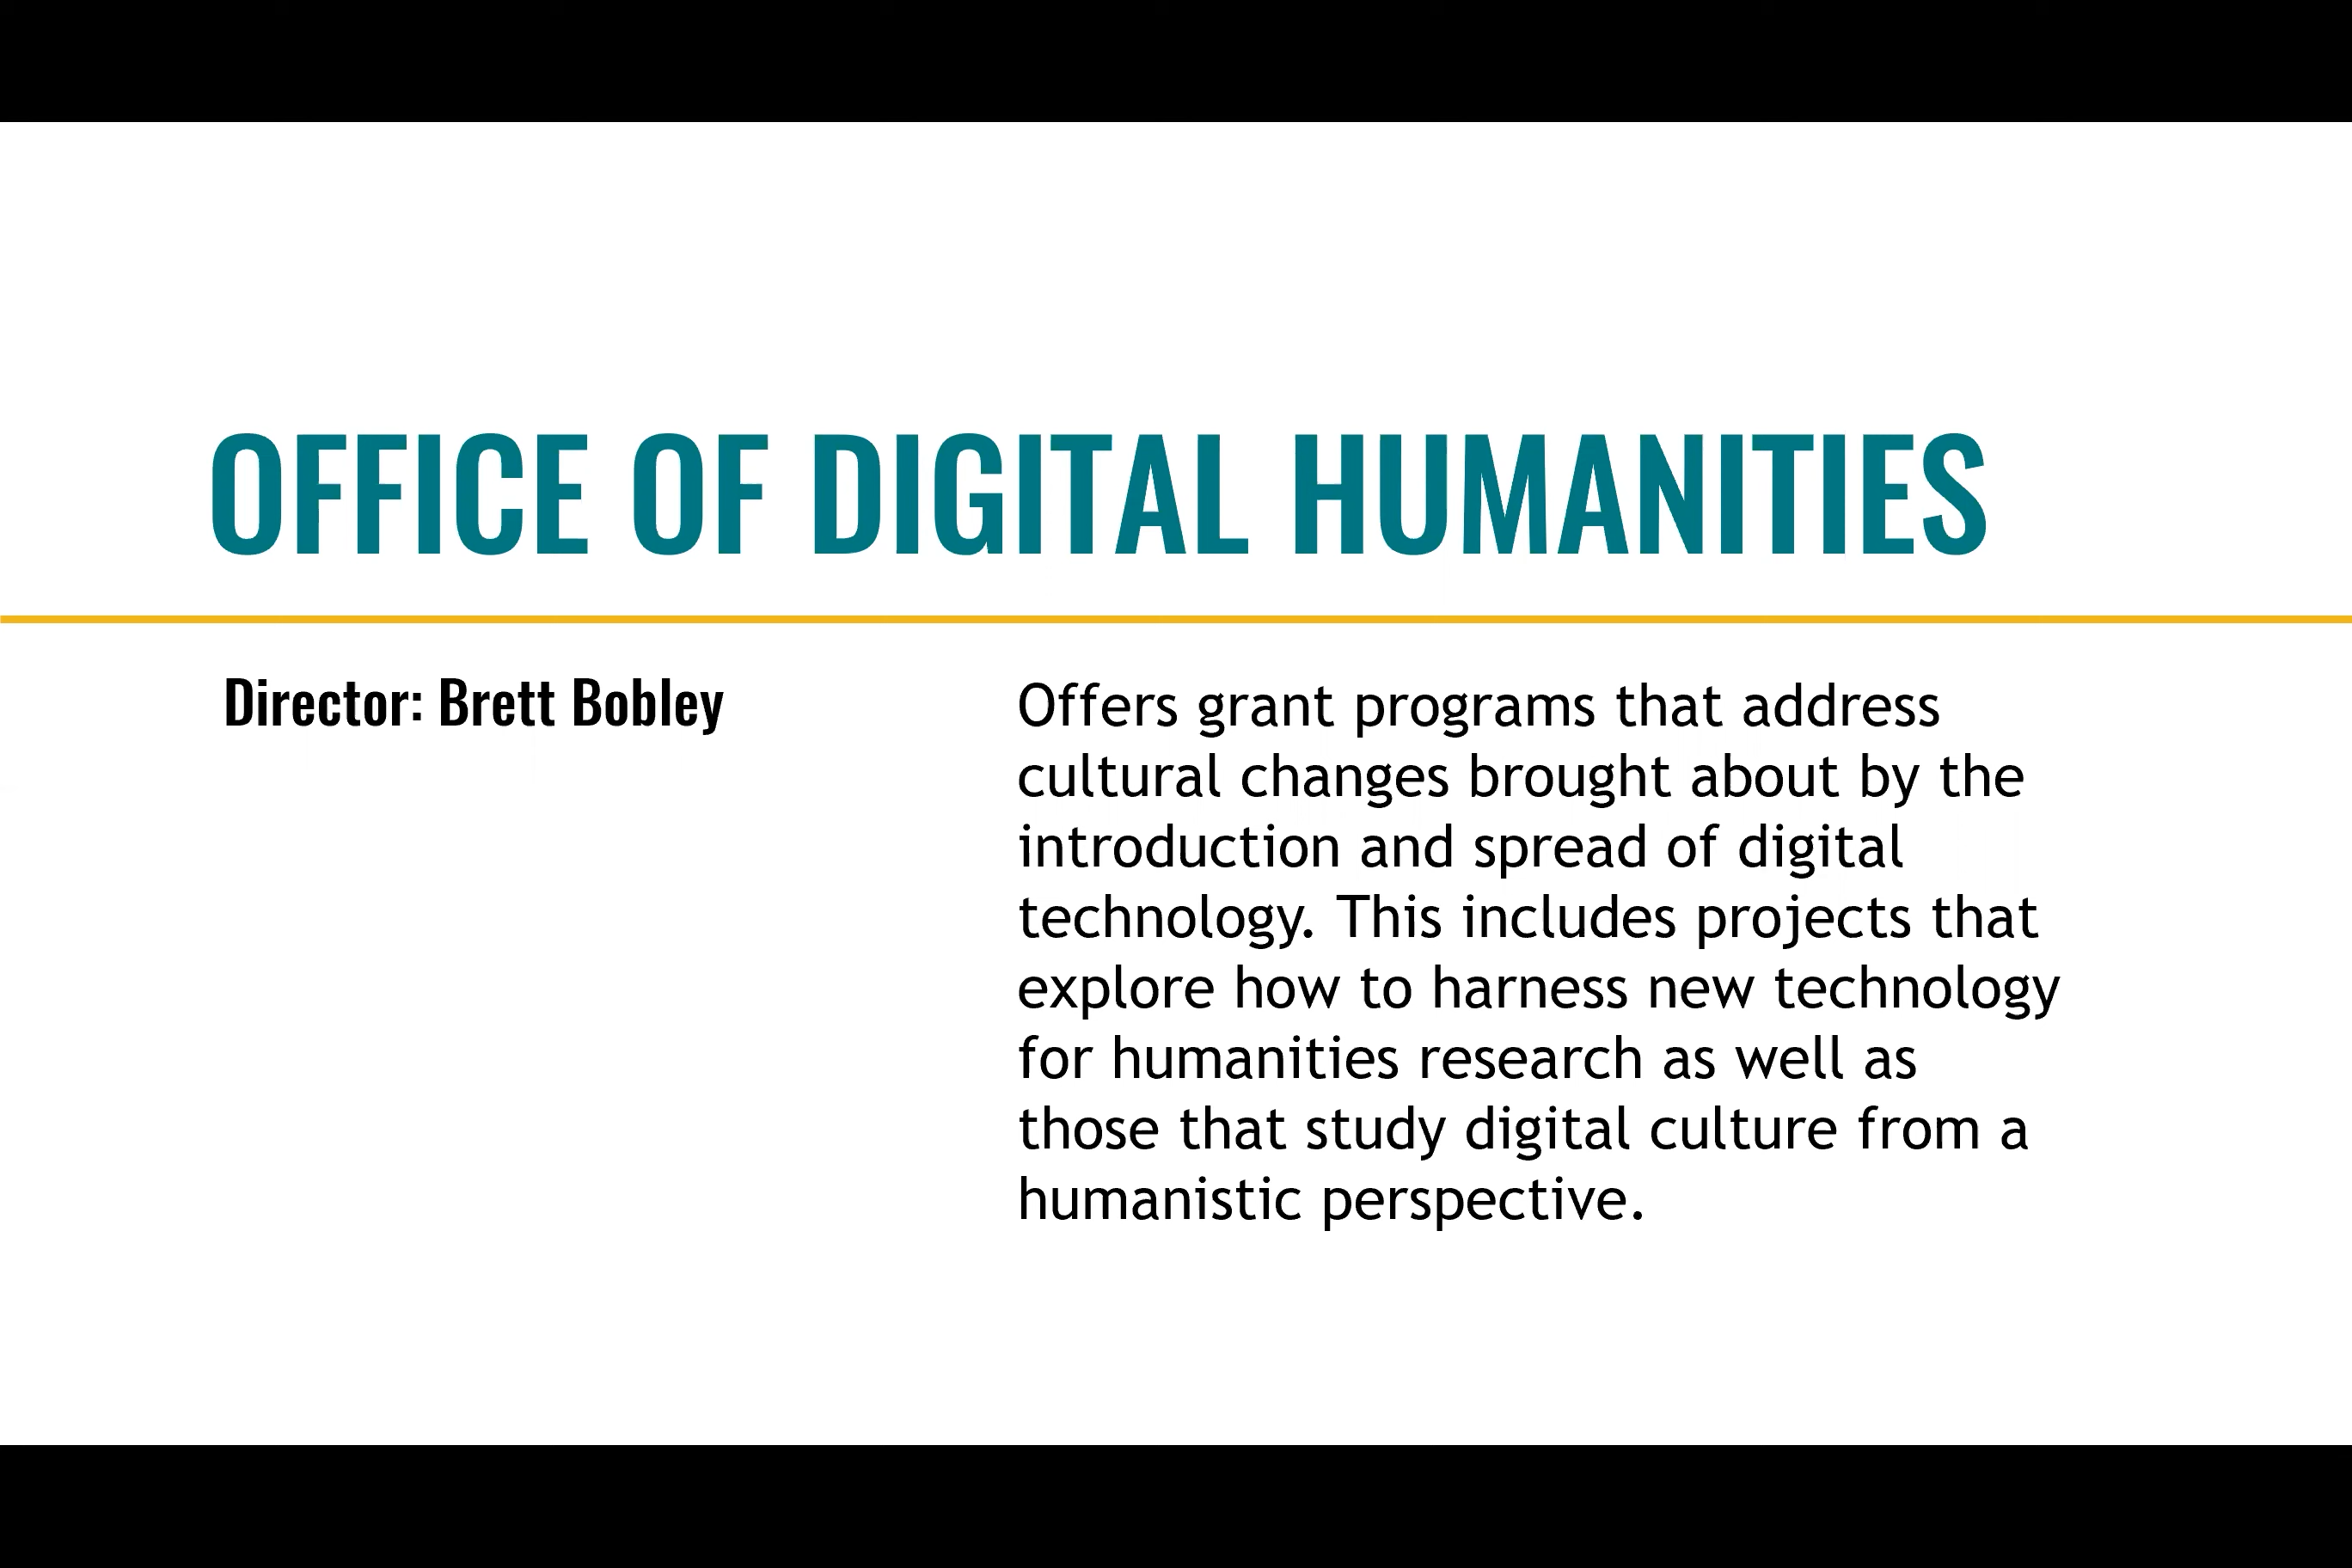 OFFICE OF DIGITAL HUMANITIES
Director: Brett Bobley
Offers grant programs that address
cultural changes brought about by the
introduction and spread of digital
technology. This includes projects that
explore how to harness new technology
for humanities research as well as
those that study digital culture from a
humanistic perspective.